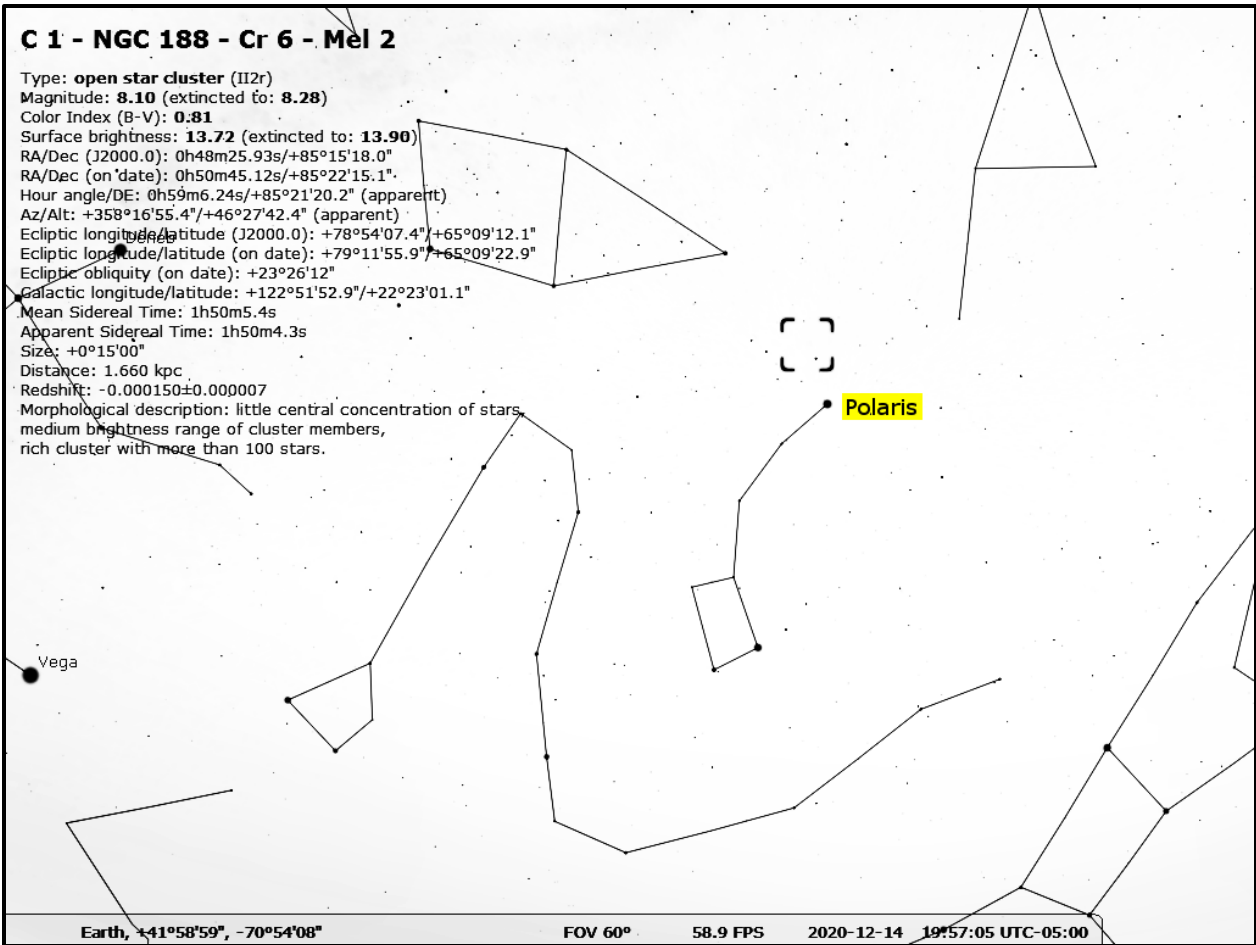 C 1 - NGC 188 - Cr 6 - Mel 2
Type: open star cluster (II2r)
Magnitude: 8.10 (extincted to: 8.28)
Color Index (B-V): 0.81
Surface brightness: 13.72 (extincted to: 13.90)
RA/Dec (J2000.0): 0h48m25.93s/+85°15'18.0"
RA/Dec (on date): 0h50m45.12s/+85°22'15.1"
Hour angle/DE: 0h59m6.24s/+85°21'20.2" (apparent)
Az/Alt: +358°16'55.4"/+46°27'42.4" (apparent)
Ecliptic longitude/latitude (J2000.0): +78°54'07.4"/+65°09'12.1"
Deneb
Ecliptic longitude/latitude (on date): +79°11'55.9"/+65°09'22.9"
Ecliptic obliquity (on date): +23°26'12"
Galactic longitude/latitude: +122°51'52.9"/+22°23'01.1"
Mean Sidereal Time: 1h50m5.4s
Apparent Sidereal Time: 1h50m4.3s
Size: +0°15'00"
Distance: 1.660 kpc
Redshift: -0.000150±0.000007
Morphological description: little central concentration of stars,
medium brightness range of cluster members,
rich cluster with more than 100 stars.
Polaris
Vega
Earth, +41°58'59", -70°54'08" FOV 60° 58.9 FPS 2020-12-14 19:57:05 UTC-05:00